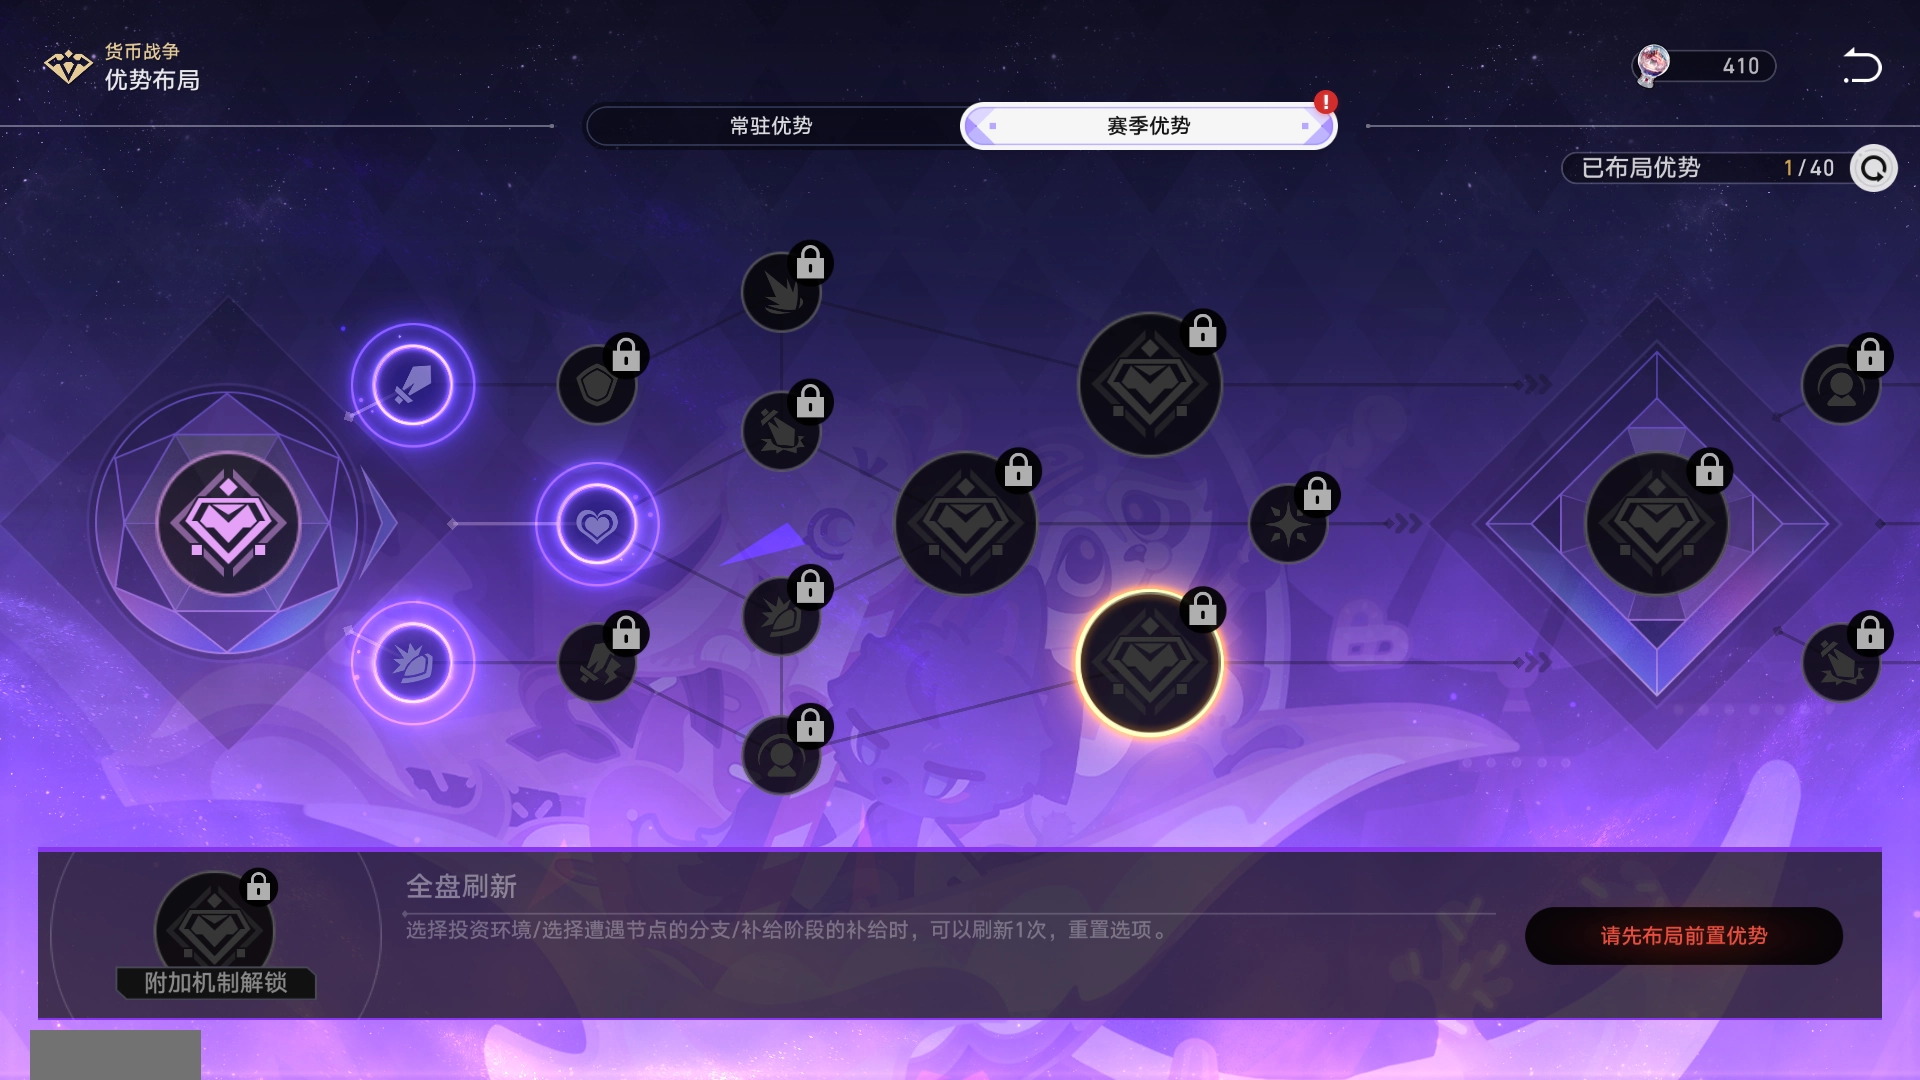 货币战争
优势布局
410
常驻优势
赛季优势
!
已布局优势 1/40
全盘刷新
选择投资环境/选择遭遇节点的分支/补给阶段的补给时，可以刷新1次，重置选项。
附加机制解锁
请先布局前置优势